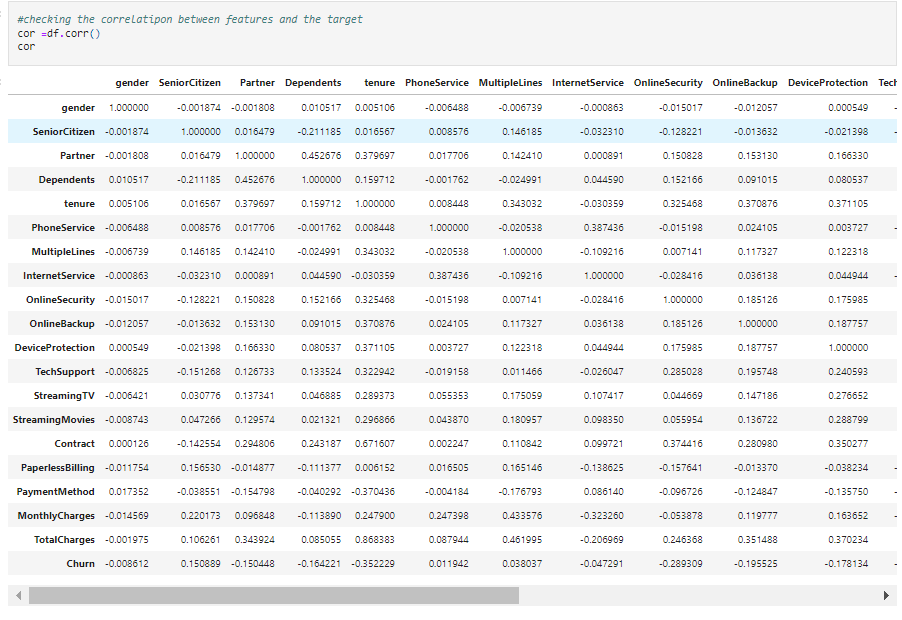 #checking the correlatipon between features and the target
cor =df.corr()
cor
gender SeniorCitizen Partner Dependents tenure PhoneService MultipleLines InternetService OnlineSecurity OnlineBackup DeviceProtection Tech
gender 1.000000 -0.001874 -0.001808 0.010517 0.005106 -0.006488 -0.006739 -0.000863 -0.015017 -0.012057 0.000549 -
SeniorCitizen -0.001874 1.000000 0.016479 -0.211185 0.016567 0.008576 0.146185 -0.032310 -0.128221 -0.013632 -0.021398 -
Partner -0.001808 0.016479 1.000000 0.452676 0.379697 0.017706 0.142410 0.000891 0.150828 0.153130 0.166330
Dependents 0.010517 -0.211185 0.452676 1.000000 0.159712 -0.001762 -0.024991 0.044590 0.152166 0.091015 0.080537
tenure 0.005106 0.016567 0.379697 0.159712 1.000000 0.008448 0.343032 -0.030359 0.325468 0.370876 0.371105
PhoneService -0.006488 0.008576 0.017706 -0.001762 0.008448 1.000000 -0.020538 0.387436 -0.015198 0.024105 0.003727 -
MultipleLines -0.006739 0.146185 0.142410 -0.024991 0.343032 -0.020538 1.000000 -0.109216 0.007141 0.117327 0.122318
InternetService -0.000863 -0.032310 0.000891 0.044590 -0.030359 0.387436 -0.109216 1.000000 -0.028416 0.036138 0.044944 -
OnlineSecurity -0.015017 -0.128221 0.150828 0.152166 0.325468 -0.015198 0.007141 -0.028416 1.000000 0.185126 0.175985
OnlineBackup -0.012057 -0.013632 0.153130 0.091015 0.370876 0.024105 0.117327 0.036138 0.185126 1.000000 0.187757
DeviceProtection 0.000549 -0.021398 0.166330 0.080537 0.371105 0.003727 0.122318 0.044944 0.175985 0.187757 1.000000
TechSupport -0.006825 -0.151268 0.126733 0.133524 0.322942 -0.019158 0.011466 -0.026047 0.285028 0.195748 0.240593
StreamingTV -0.006421 0.030776 0.137341 0.046885 0.289373 0.055353 0.175059 0.107417 0.044669 0.147186 0.276652
StreamingMovies -0.008743 0.047266 0.129574 0.021321 0.296866 0.043870 0.180957 0.098350 0.055954 0.136722 0.288799
Contract 0.000126 -0.142554 0.294806 0.243187 0.671607 0.002247 0.110842 0.099721 0.374416 0.280980 0.350277
PaperlessBilling -0.011754 0.156530 -0.014877 -0.111377 0.006152 0.016505 0.165146 -0.138625 -0.157641 -0.013370 -0.038234 -
PaymentMethod 0.017352 -0.038551 -0.154798 -0.040292 -0.370436 -0.004184 -0.176793 0.086140 -0.096726 -0.124847 -0.135750 -
MonthlyCharges -0.014569 0.220173 0.096848 -0.113890 0.247900 0.247398 0.433576 -0.323260 -0.053878 0.119777 0.163652 -
TotalCharges -0.001975 0.106261 0.343924 0.085055 0.868383 0.087944 0.461995 -0.206969 0.246368 0.351488 0.370234
Churn -0.008612 0.150889 -0.150448 -0.164221 -0.352229 0.011942 0.038037 -0.047291 -0.289309 -0.195525 -0.178134 -